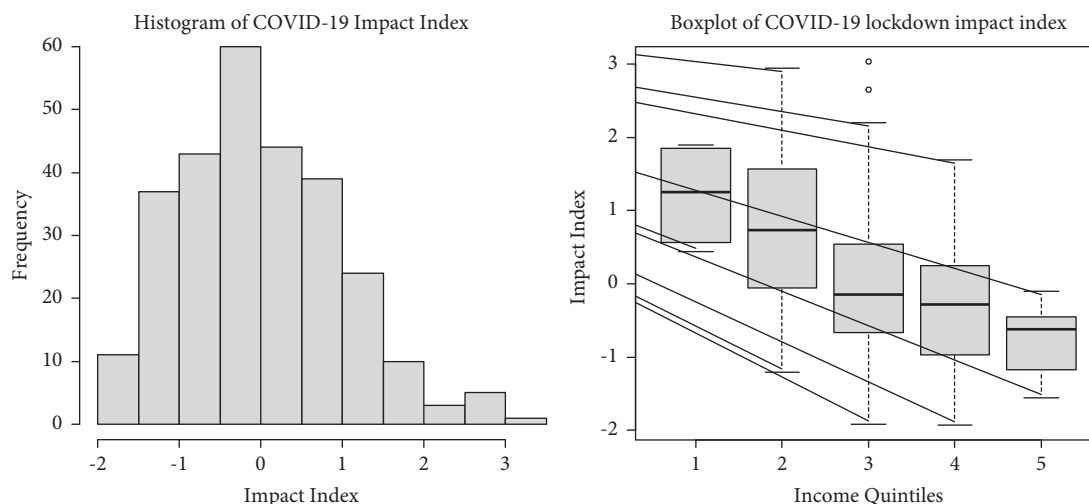 Histogram of COVID-19 Impact Index
60
50
40
30
20
10
0
Frequency
-2 -1 0 1 2 3
Impact Index
Boxplot of COVID-19 lockdown impact index
3
2
1
0
-1
-2
Impact Index
1 2 3 4 5
Income Quintiles